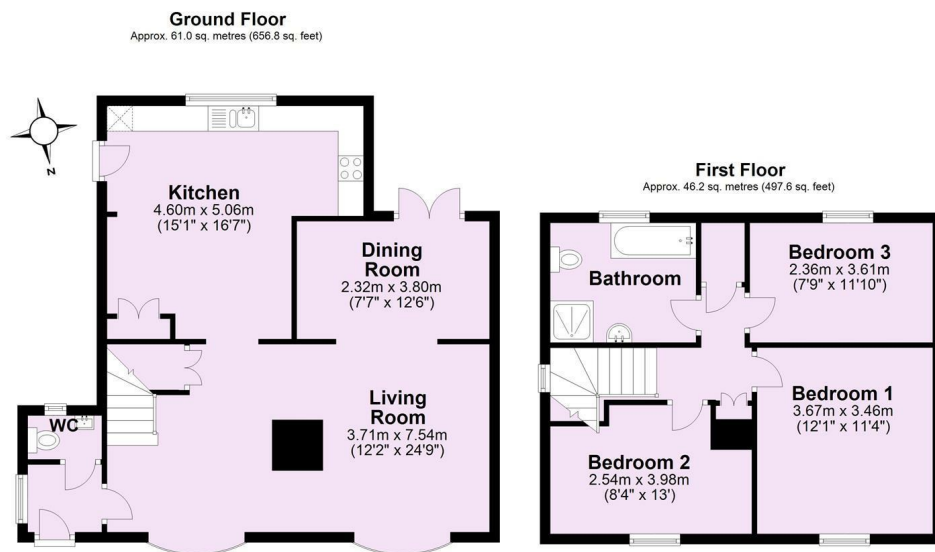 Ground Floor
Approx. 61.0 sq. metres (656.8 sq. feet)
N
Kitchen
4.60m x 5.06m
(15'1" x 16'7")
Dining
Room
2.32m x 3.80m
(7'7" x 12'6")
Living
Room
3.71m x 7.54m
(12'2" x 24'9")
WC
First Floor
Approx. 46.2 sq. metres (497.6 sq. feet)
Bathroom
Bedroom 3
2.36m x 3.61m
(7'9" x 11'10")
Bedroom 1
3.67m x 3.46m
(12'1" x 11'4")
Bedroom 2
2.54m x 3.98m
(8'4" x 13')